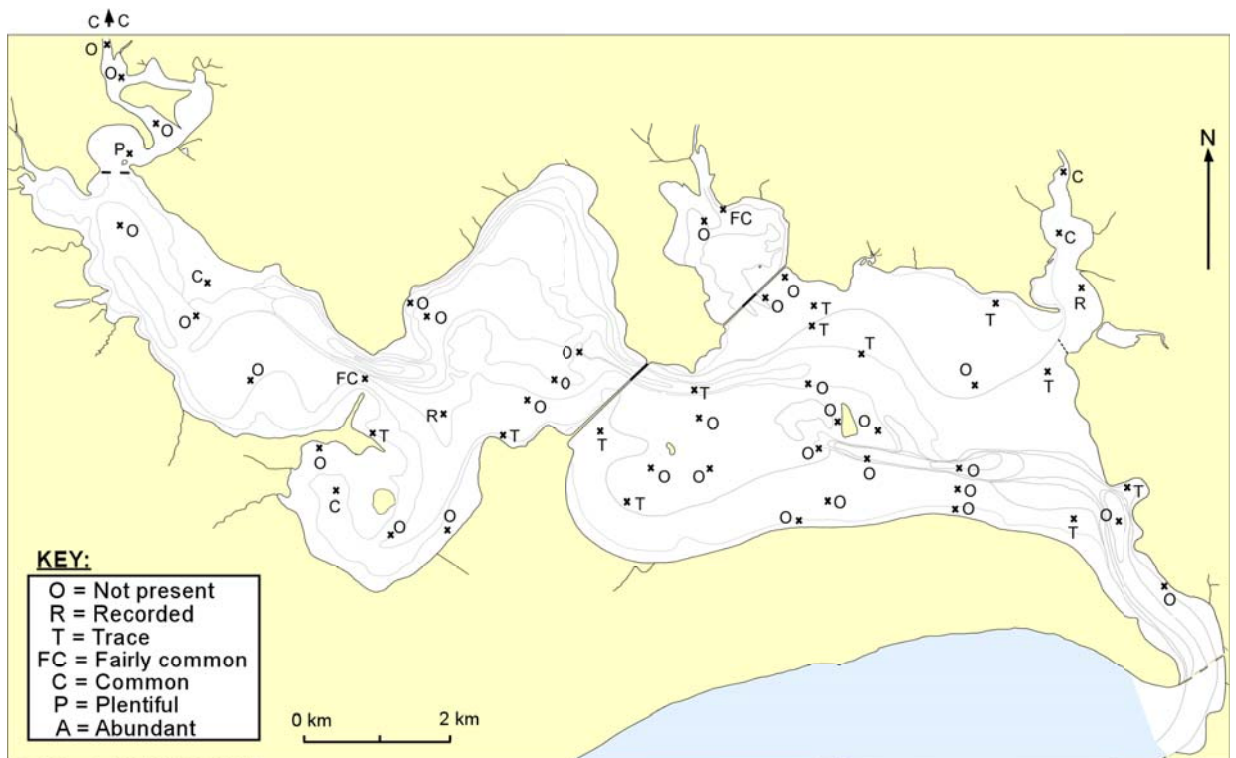 C C
O
O
O
N
P
C
FC
O
O
C
C
O
R
O
O
T
T
O
O
T
T
O
O
O
FC
O
O
T
T
O
O
R
O
O
T
T
T
O
O
O
O
O O
O
T
C
T
O
O
O
O
O
O
T
O
KEY:
O = Not present
R = Recorded
T = Trace
FC = Fairly common
C = Common
P = Plentiful
A = Abundant
0 km 2 km